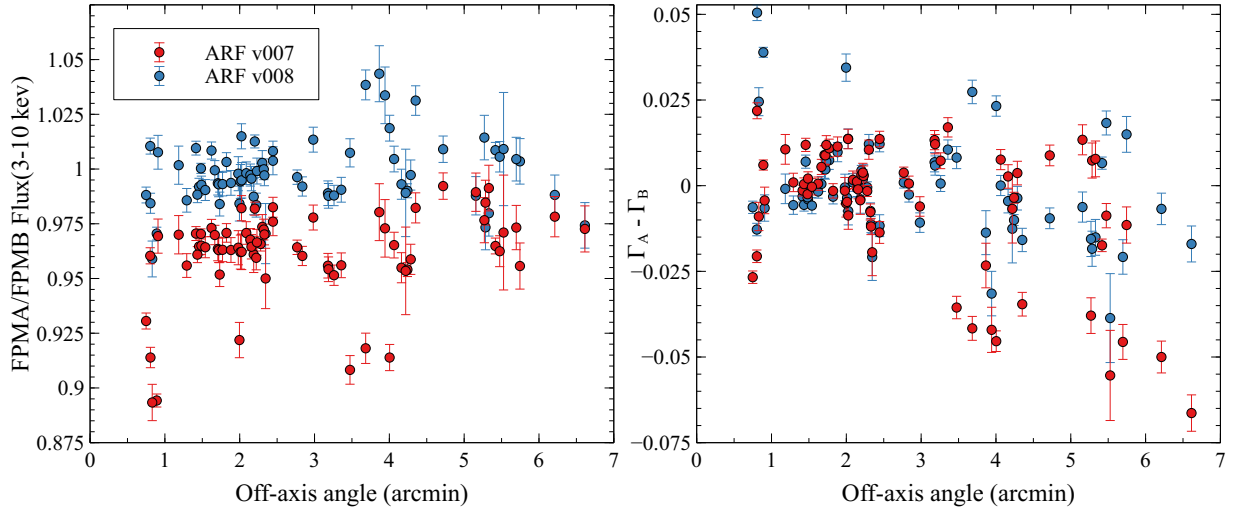 ARF v007
ARF v008
FPMA/FPMB Flux(3-10 kev)
1.05
1.025
1
0.975
0.95
0.925
0.9
0.875
0 1 2 3 4 5 6 7
Off-axis angle (arcmin)
Γ_A - Γ_B
0.05
0.025
0
−0.025
−0.05
−0.075
0 1 2 3 4 5 6 7
Off-axis angle (arcmin)